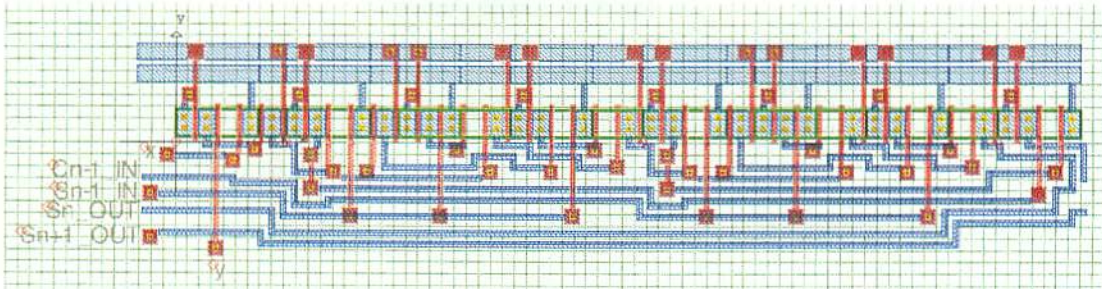 y
x
Cn-1_IN
Sn-1_IN
Sn_OUT
Sn+1_OUT
y